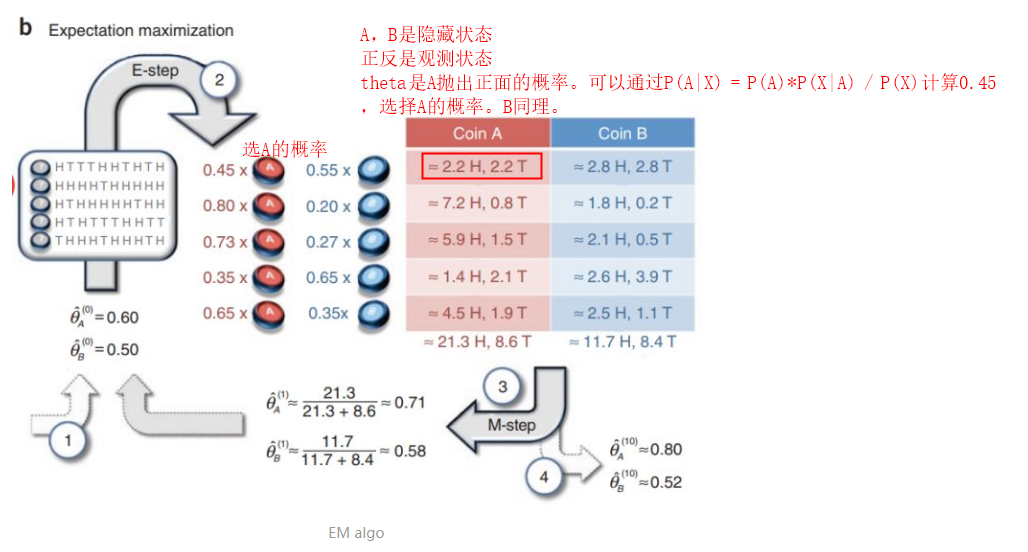 b Expectation maximization
A，B是隐藏状态
正反是观测状态
theta是A抛出正面的概率。可以通过P(A|X) = P(A)*P(X|A) / P(X)计算0.45
，选择A的概率。B同理。
E-step
2
选A的概率
Coin A Coin B
HTTTHHTHTH
0.45 x A 0.55 x B ≈ 2.2 H, 2.2 T ≈ 2.8 H, 2.8 T
HHHHTHHHHH
0.80 x A 0.20 x B ≈ 7.2 H, 0.8 T ≈ 1.8 H, 0.2 T
HTHHHHHTHH
0.73 x A 0.27 x B ≈ 5.9 H, 1.5 T ≈ 2.1 H, 0.5 T
HTHTTTHHTT
0.35 x A 0.65 x B ≈ 1.4 H, 2.1 T ≈ 2.6 H, 3.9 T
THHHTHHHTH
0.65 x A 0.35x B ≈ 4.5 H, 1.9 T ≈ 2.5 H, 1.1 T
≈ 21.3 H, 8.6 T ≈ 11.7 H, 8.4 T
θ̂A(0) = 0.60
θ̂B(0) = 0.50
1
θ̂A(1) ≈ 21.3 / 21.3 + 8.6 ≈ 0.71
θ̂B(1) ≈ 11.7 / 11.7 + 8.4 ≈ 0.58
3
M-step
4
θ̂A(10) ≈ 0.80
θ̂B(10) ≈ 0.52
EM algo